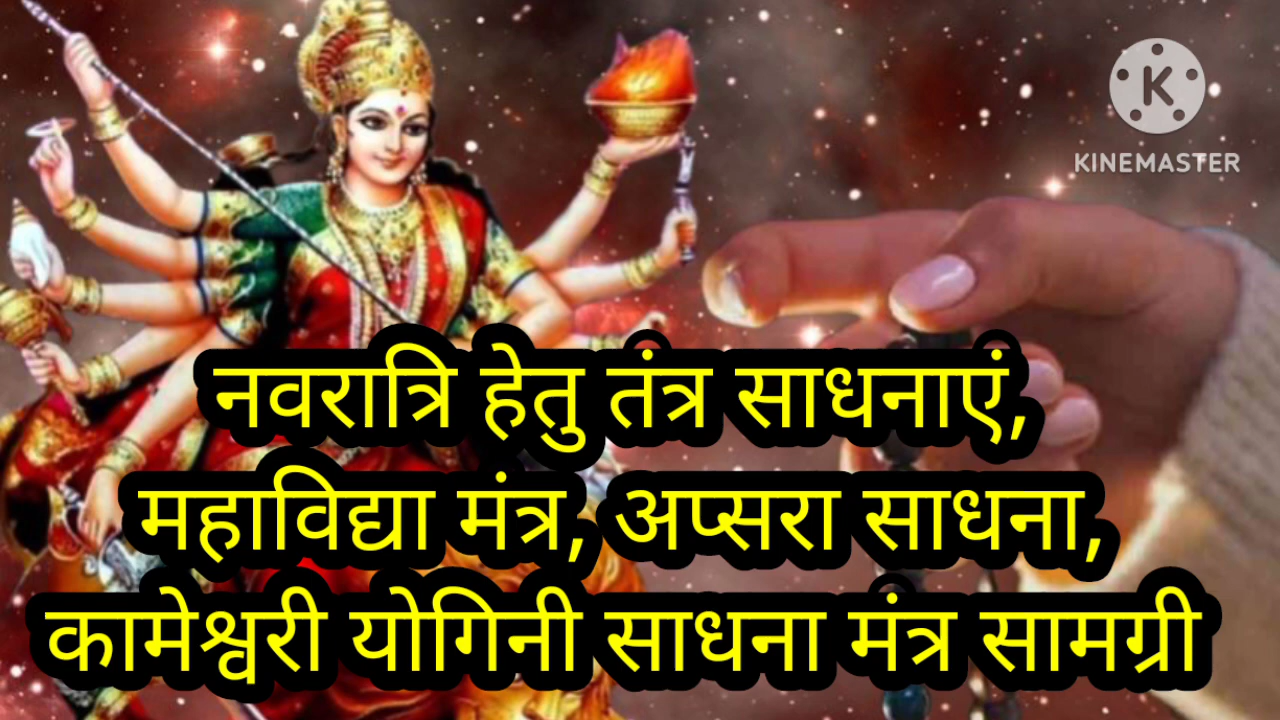 K
KINEMASTER
नवरात्रि हेतु तंत्र साधनाएं,
महाविद्या मंत्र, अप्सरा साधना,
कामेश्वरी योगिनी साधना मंत्र सामग्री